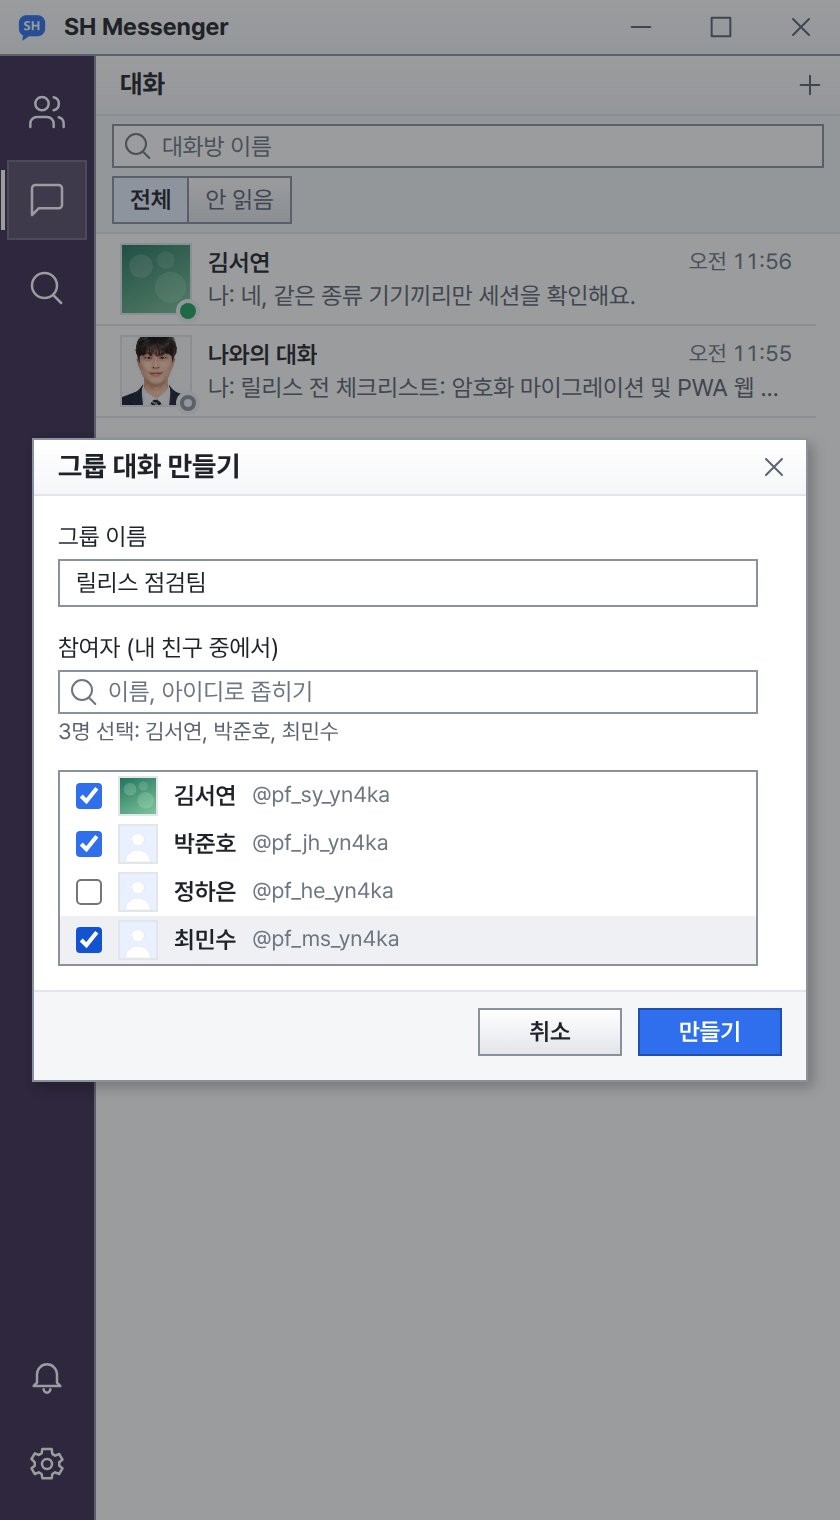 SH SH Messenger
대화
대화방 이름
전체 안 읽음
김서연 오전 11:56
나: 네, 같은 종류 기기끼리만 세션을 확인해요.
나와의 대화 오전 11:55
나: 릴리스 전 체크리스트: 암호화 마이그레이션 및 PWA 웹 ...
그룹 대화 만들기
그룹 이름
릴리스 점검팀
참여자 (내 친구 중에서)
이름, 아이디로 좁히기
3명 선택: 김서연, 박준호, 최민수
김서연 @pf_sy_yn4ka
박준호 @pf_jh_yn4ka
정하은 @pf_he_yn4ka
최민수 @pf_ms_yn4ka
취소 만들기